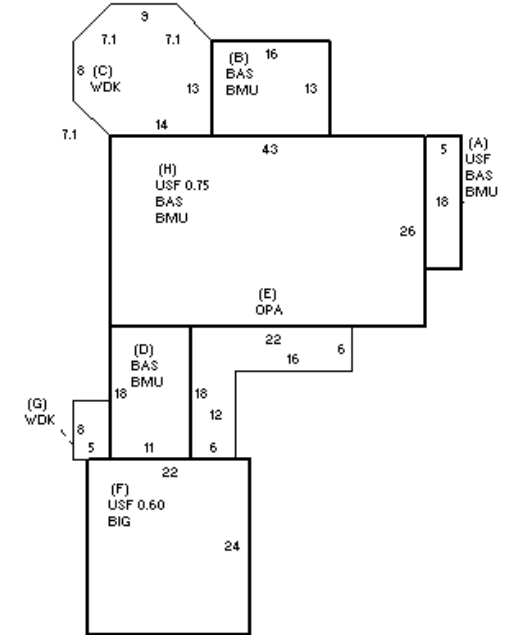 9
7.1 7.1
8 (C)
WDK
13
14
7.1
(B) 16
BAS
BMU 13
43
(H)
USF 0.75
BAS
BMU
26
5
18
(A)
USF
BAS
BMU
(E)
OPA
22
16 6
(D)
BAS
BMU
18
11
18
12
6
(G)
WDK
8
5
22
(F)
USF 0.60
BIG
24